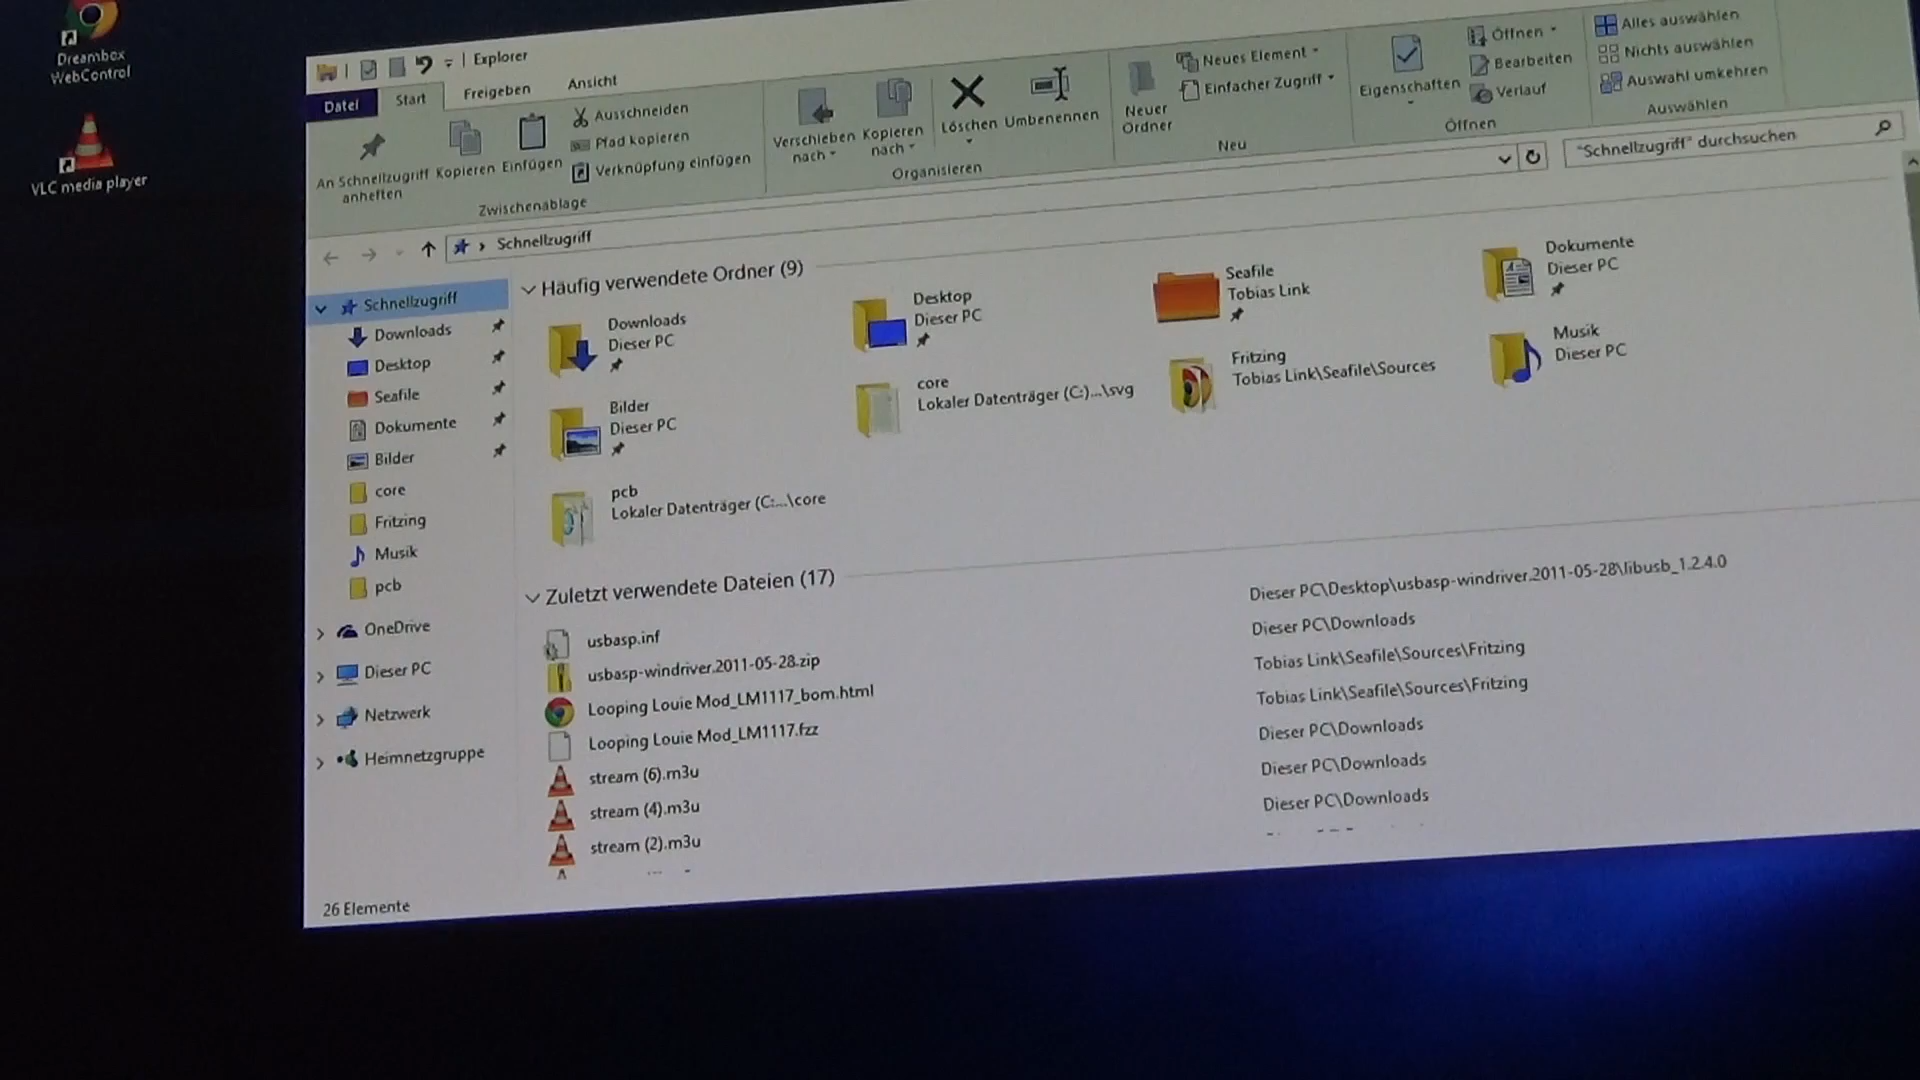 Dreambox
WebControl
VLC media player
Explorer
Datei
Start
Freigeben
Ansicht
An Schnellzugriff
anheften
Kopieren
Einfügen
Ausschneiden
Pfad kopieren
Verknüpfung einfügen
Zwischenablage
Verschieben
nach
Kopieren
nach
Löschen
Umbenennen
Organisieren
Neuer
Ordner
Neues Element
Einfacher Zugriff
Neu
Eigenschaften
Öffnen
Bearbeiten
Verlauf
Öffnen
Alles auswählen
Nichts auswählen
Auswahl umkehren
Auswählen
Schnellzugriff
"Schnellzugriff" durchsuchen
Schnellzugriff
Downloads
Desktop
Seafile
Dokumente
Bilder
core
Fritzing
Musik
pcb
OneDrive
Dieser PC
Netzwerk
Heimnetzgruppe
Häufig verwendete Ordner (9)
Downloads
Dieser PC
Desktop
Dieser PC
Seafile
Tobias Link
Dokumente
Dieser PC
Bilder
Dieser PC
core
Lokaler Datenträger (C:)...\svg
Fritzing
Tobias Link\Seafile\Sources
Musik
Dieser PC
pcb
Lokaler Datenträger (C:...\core
Zuletzt verwendete Dateien (17)
usbasp.inf
Dieser PC\Desktop\usbasp-windriver.2011-05-28\libusb_1.2.4.0
usbasp-windriver.2011-05-28.zip
Dieser PC\Downloads
Looping Louie Mod_LM1117_bom.html
Tobias Link\Seafile\Sources\Fritzing
Looping Louie Mod_LM1117.fzz
Tobias Link\Seafile\Sources\Fritzing
stream (6).m3u
Dieser PC\Downloads
stream (4).m3u
Dieser PC\Downloads
stream (2).m3u
Dieser PC\Downloads
26 Elemente